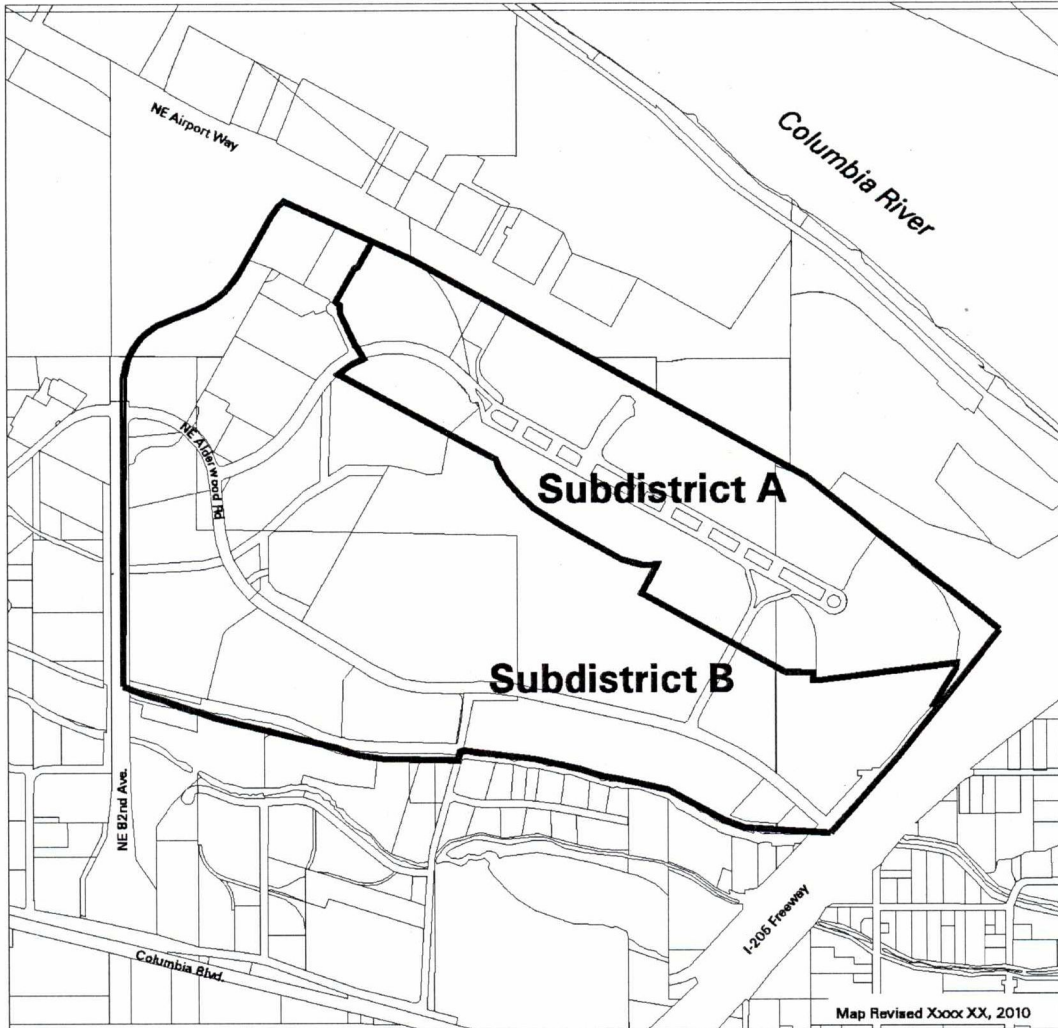 NE Airport Way
Columbia River
NE Alderwood Rd
Subdistrict A
Subdistrict B
NE 82nd Ave.
I-205 Freeway
Columbia Blvd.
Map Revised Xxxx XX, 2010